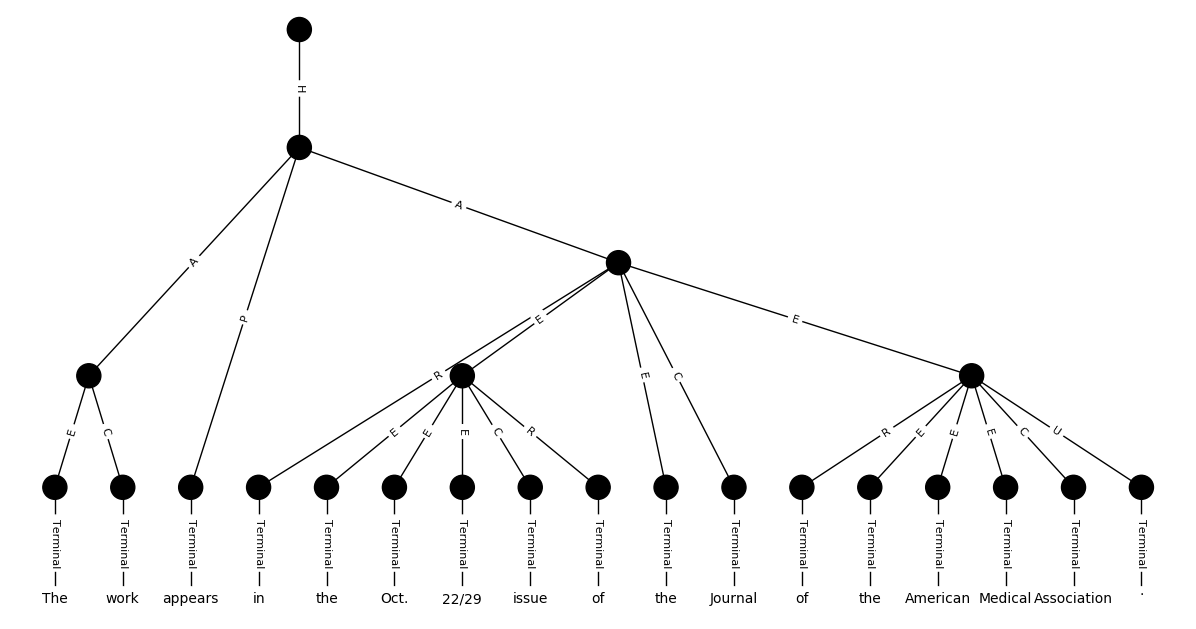 H
A
A
P
E
R
E
E
C
E
C
E
E
E
C
R
R
E
E
E
C
U
Terminal Terminal Terminal Terminal Terminal Terminal Terminal Terminal Terminal Terminal Terminal Terminal Terminal Terminal Terminal Terminal Terminal
The work appears in the Oct. 22/29 issue of the Journal of the American Medical Association .